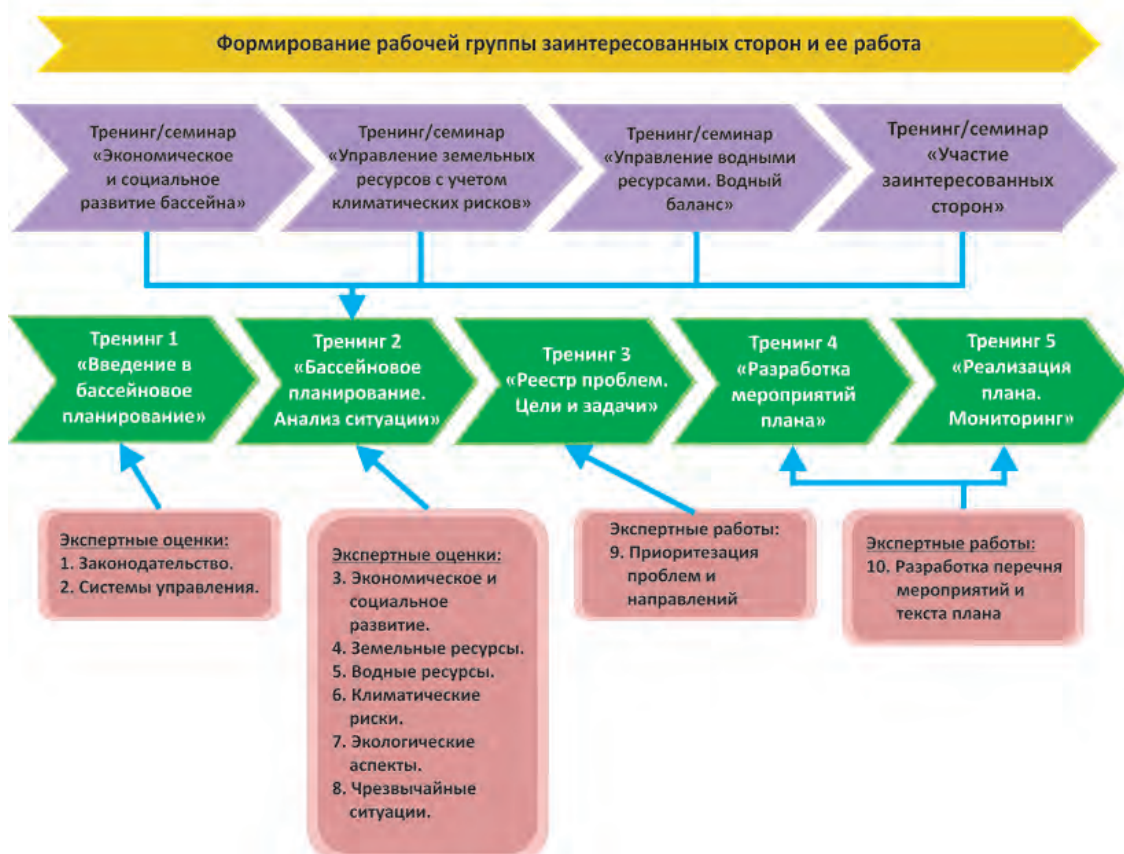 Формирование рабочей группы заинтересованных сторон и ее работа
Тренинг/семинар
«Экономическое
и социальное
развитие бассейна»
Тренинг/семинар
«Управление земельных
ресурсов с учетом
климатических рисков»
Тренинг/семинар
«Управление водными
ресурсами. Водный
баланс»
Тренинг/семинар
«Участие
заинтересованных
сторон»
Тренинг 1
«Введение в
бассейновое
планирование»
Тренинг 2
«Бассейновое
планирование.
Анализ ситуации»
Тренинг 3
«Реестр проблем.
Цели и задачи»
Тренинг 4
«Разработка
мероприятий
плана»
Тренинг 5
«Реализация
плана.
Мониторинг»
Экспертные оценки:
1. Законодательство.
2. Системы управления.
Экспертные оценки:
3. Экономическое и
социальное
развитие.
4. Земельные ресурсы.
5. Водные ресурсы.
6. Климатические
риски.
7. Экологические
аспекты.
8. Чрезвычайные
ситуации.
Экспертные работы:
9. Приоритезация
проблем и
направлений
Экспертные работы:
10. Разработка перечня
мероприятий и
текста плана